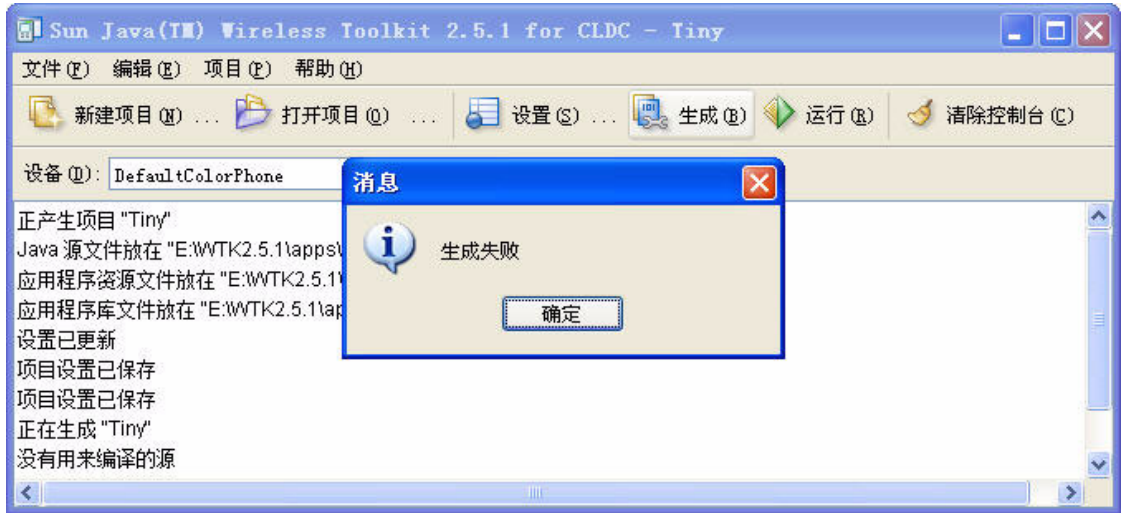 Sun Java(TM) Wireless Toolkit 2.5.1 for CLDC - Tiny
文件(F) 编辑(E) 项目(P) 帮助(H)
新建项目(N) ... 打开项目(O) ... 设置(S) ... 生成(B) 运行(R) 清除控制台(C)
设备(D): DefaultColorPhone
消息
生成失败
确定
正产生项目 "Tiny"
Java 源文件放在 "E:\WTK2.5.1\apps\
应用程序资源文件放在 "E:\WTK2.5.1\
应用程序库文件放在 "E:\WTK2.5.1\ap
设置已更新
项目设置已保存
项目设置已保存
正在生成 "Tiny"
没有用来编译的源